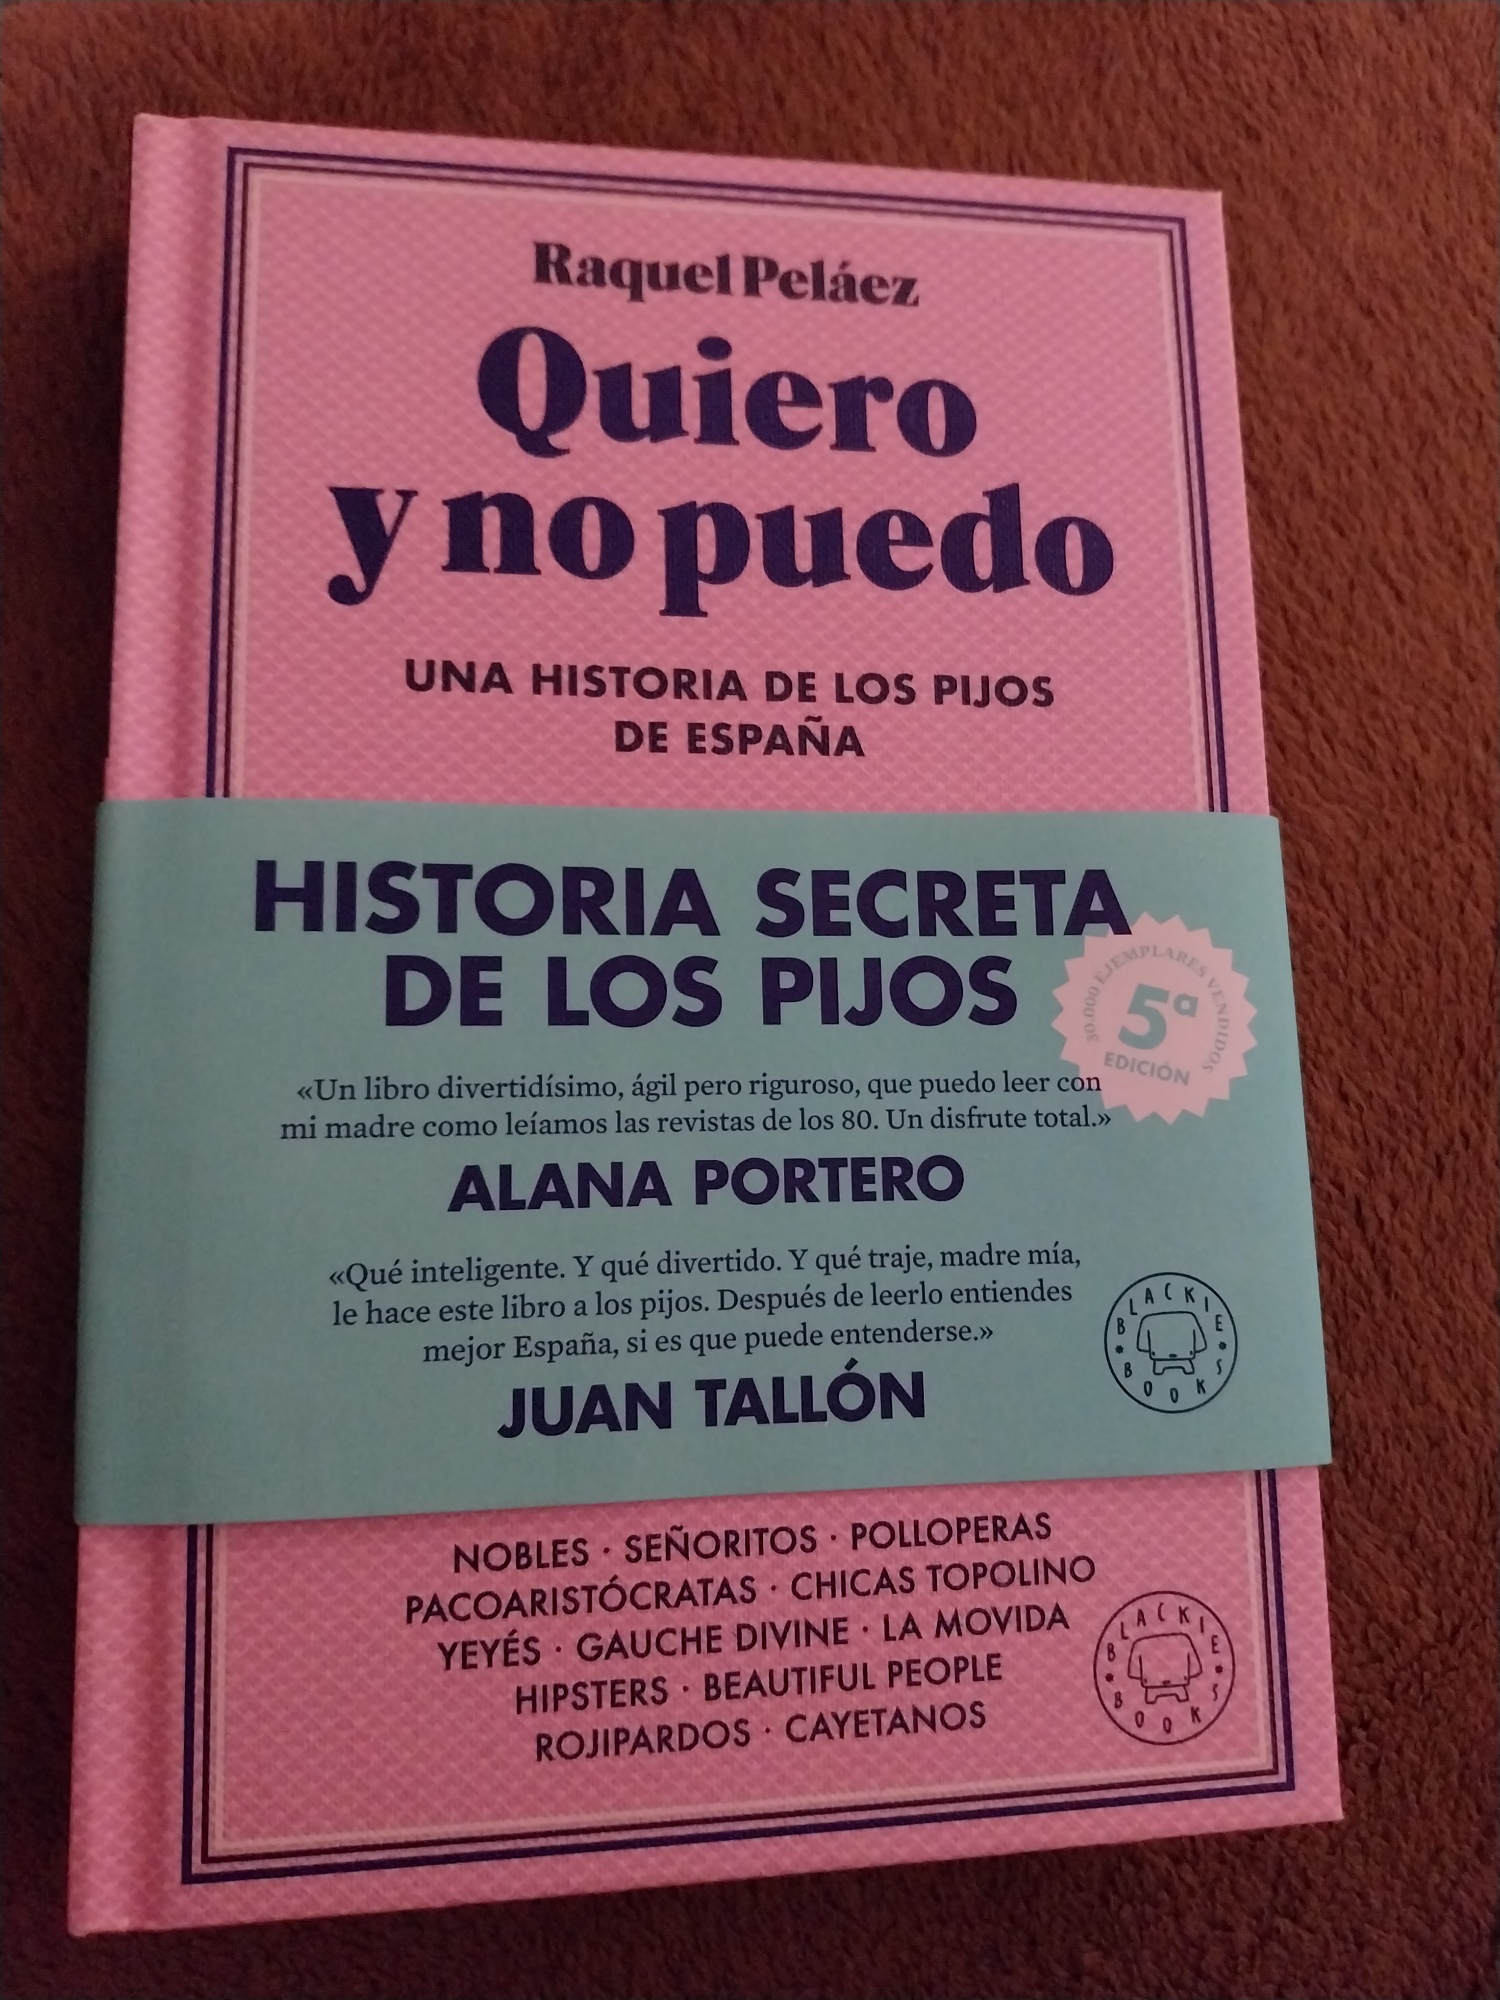 Raquel Peláez
Quiero
y no puedo
UNA HISTORIA DE LOS PIJOS
DE ESPAÑA
HISTORIA SECRETA
DE LOS PIJOS
30.000 EJEMPLARES VENDIDOS
5ª
EDICIÓN
«Un libro divertidísimo, ágil pero riguroso, que puedo leer con
mi madre como leíamos las revistas de los 80. Un disfrute total.»
ALANA PORTERO
«Qué inteligente. Y qué divertido. Y qué traje, madre mía,
le hace este libro a los pijos. Después de leerlo entiendes
mejor España, si es que puede entenderse.»
JUAN TALLÓN
BLACKIE
BOOKS
NOBLES · SEÑORITOS · POLLOPERAS
PACOARISTÓCRATAS · CHICAS TOPOLINO
YEYÉS · GAUCHE DIVINE · LA MOVIDA
HIPSTERS · BEAUTIFUL PEOPLE
ROJIPARDOS · CAYETANOS
BLACKIE
BOOKS